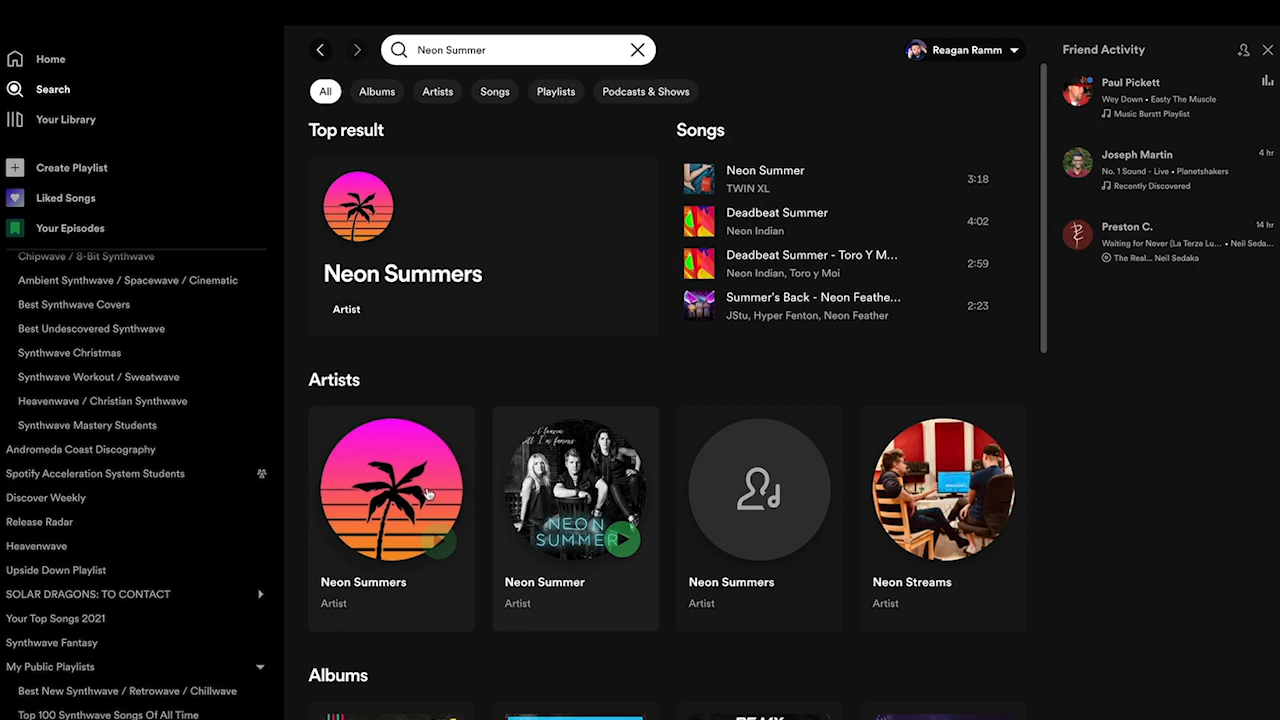 Home
Search
Your Library
Create Playlist
Liked Songs
Your Episodes
Chipwave / 8-Bit Synthwave
Ambient Synthwave / Spacewave / Cinematic
Best Synthwave Covers
Best Undescovered Synthwave
Synthwave Christmas
Synthwave Workout / Sweatwave
Heavenwave / Christian Synthwave
Synthwave Mastery Students
Andromeda Coast Discography
Spotify Acceleration System Students
Discover Weekly
Release Radar
Heavenwave
Upside Down Playlist
SOLAR DRAGONS: TO CONTACT
Your Top Songs 2021
Synthwave Fantasy
My Public Playlists
Best New Synthwave / Retrowave / Chillwave
Top 100 Synthwave Songs Of All Time
Neon Summer
Reagan Ramm
All
Albums
Artists
Songs
Playlists
Podcasts & Shows
Top result
Neon Summers
Artist
Songs
Neon Summer
TWIN XL
3:18
Deadbeat Summer
Neon Indian
4:02
Deadbeat Summer - Toro Y M...
Neon Indian, Toro y Moi
2:59
Summer's Back - Neon Feathe...
JStu, Hyper Fenton, Neon Feather
2:23
Artists
Neon Summers
Artist
NEON
SUMMER
Neon Summer
Artist
Neon Summers
Artist
Neon Streams
Artist
Albums
Friend Activity
Paul Pickett
Wey Down • Easty The Muscle
Music Burstt Playlist
Joseph Martin
4 hr
No. 1 Sound - Live • Planetshakers
Recently Discovered
Preston C.
14 hr
Waiting for Never (La Terza Lu... • Neil Seda...
The Real... Neil Sedaka